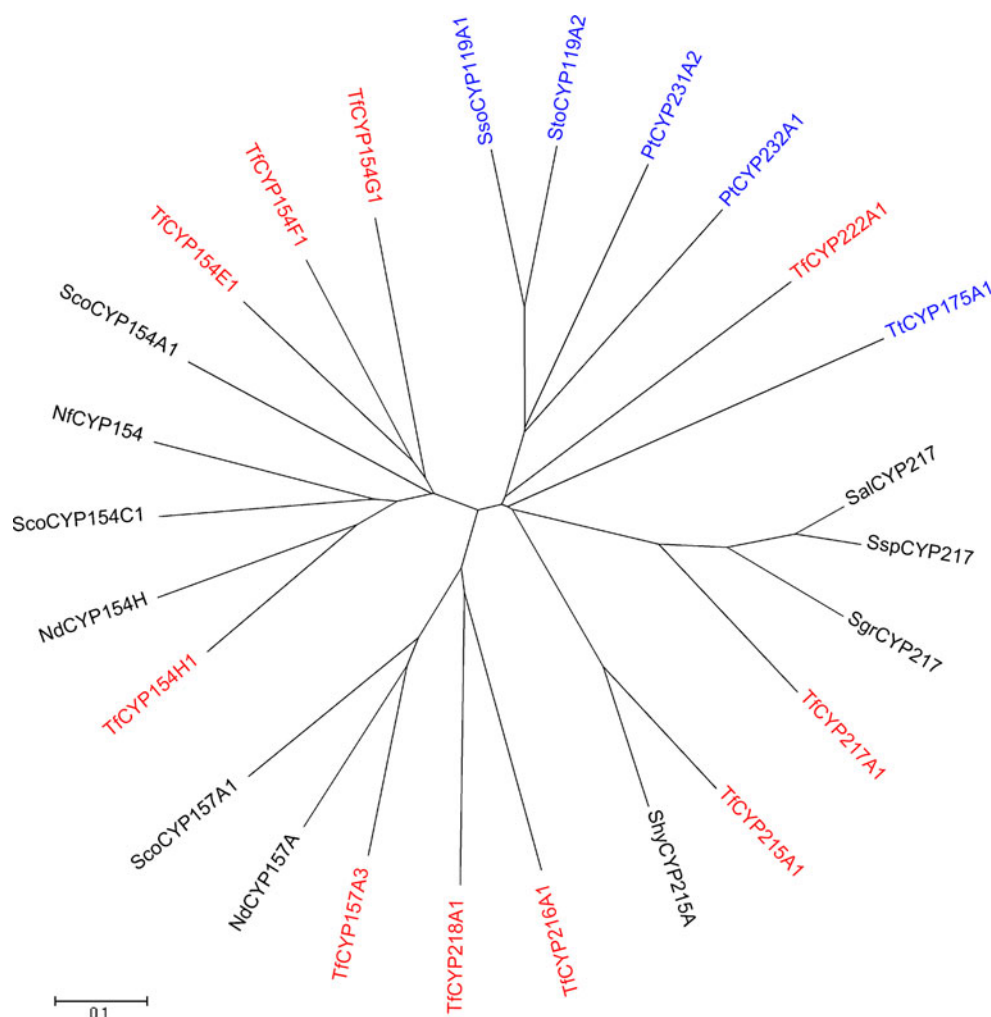 SsoCYP119A1
StoCYP119A2
PtCYP231A2
PtCYP232A1
TfCYP222A1
TtCYP175A1
SalCYP217
SspCYP217
SgrCYP217
TfCYP217A1
TfCYP215A1
ShyCYP215A
TfCYP216A1
TfCYP218A1
TfCYP157A3
NdCYP157A
ScoCYP157A1
TfCYP154H1
NdCYP154H
ScoCYP154C1
NfCYP154
ScoCYP154A1
TfCYP154E1
TfCYP154F1
TfCYP154G1
0.1